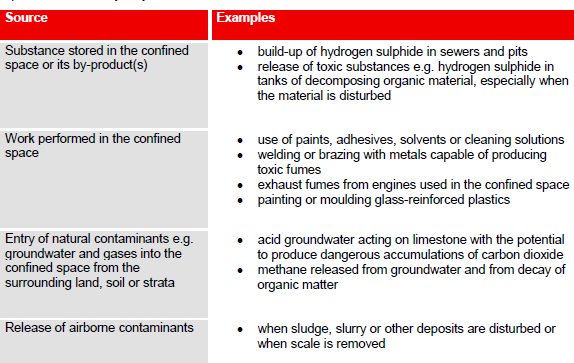 Source Examples
Substance stored in the confined
space or its by-product(s)
• build-up of hydrogen sulphide in sewers and pits
• release of toxic substances e.g. hydrogen sulphide in
tanks of decomposing organic material, especially when
the material is disturbed
Work performed in the confined
space
• use of paints, adhesives, solvents or cleaning solutions
• welding or brazing with metals capable of producing
toxic fumes
• exhaust fumes from engines used in the confined space
• painting or moulding glass-reinforced plastics
Entry of natural contaminants e.g.
groundwater and gases into the
confined space from the
surrounding land, soil or strata
• acid groundwater acting on limestone with the potential
to produce dangerous accumulations of carbon dioxide
• methane released from groundwater and from decay of
organic matter
Release of airborne contaminants
• when sludge, slurry or other deposits are disturbed or
when scale is removed